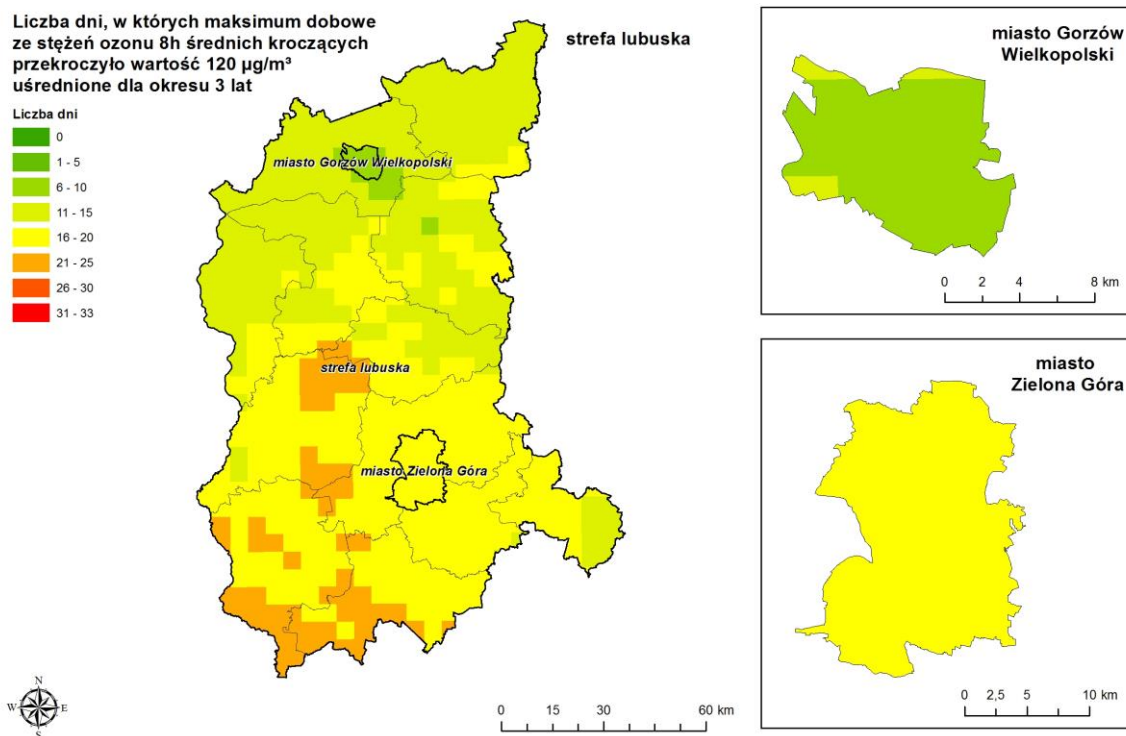 Liczba dni, w których maksimum dobowe
ze stężeń ozonu 8h średnich kroczących
przekroczyło wartość 120 µg/m³
uśrednione dla okresu 3 lat
Liczba dni
0
1 - 5
6 - 10
11 - 15
16 - 20
21 - 25
26 - 30
31 - 33
strefa lubuska
miasto Gorzów Wielkopolski
strefa lubuska
miasto Zielona Góra
N
W E
S
0 15 30 60 km
miasto Gorzów
Wielkopolski
0 2 4 8 km
miasto
Zielona Góra
0 2,5 5 10 km